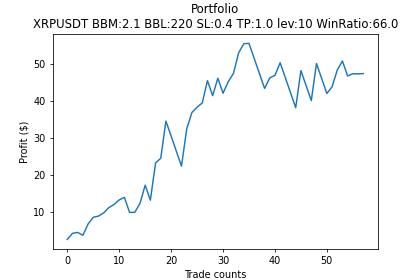 Portfolio
XRPUSDT BBM:2.1 BBL:220 SL:0.4 TP:1.0 lev:10 WinRatio:66.0
Profit ($)
50
40
30
20
10
0 10 20 30 40 50
Trade counts